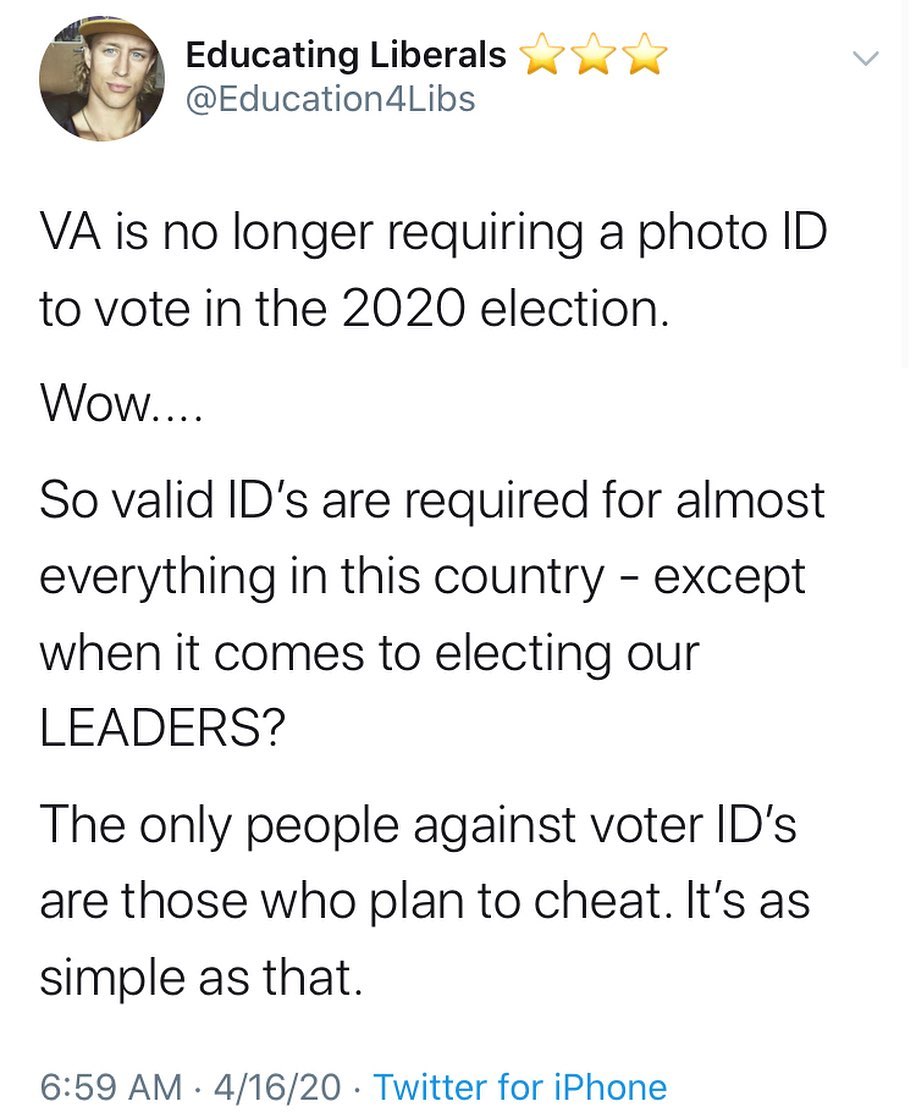 Educating Liberals ⭐⭐⭐
@Education4Libs
VA is no longer requiring a photo ID
to vote in the 2020 election.
Wow....
So valid ID’s are required for almost
everything in this country - except
when it comes to electing our
LEADERS?
The only people against voter ID’s
are those who plan to cheat. It’s as
simple as that.
6:59 AM · 4/16/20 · Twitter for iPhone